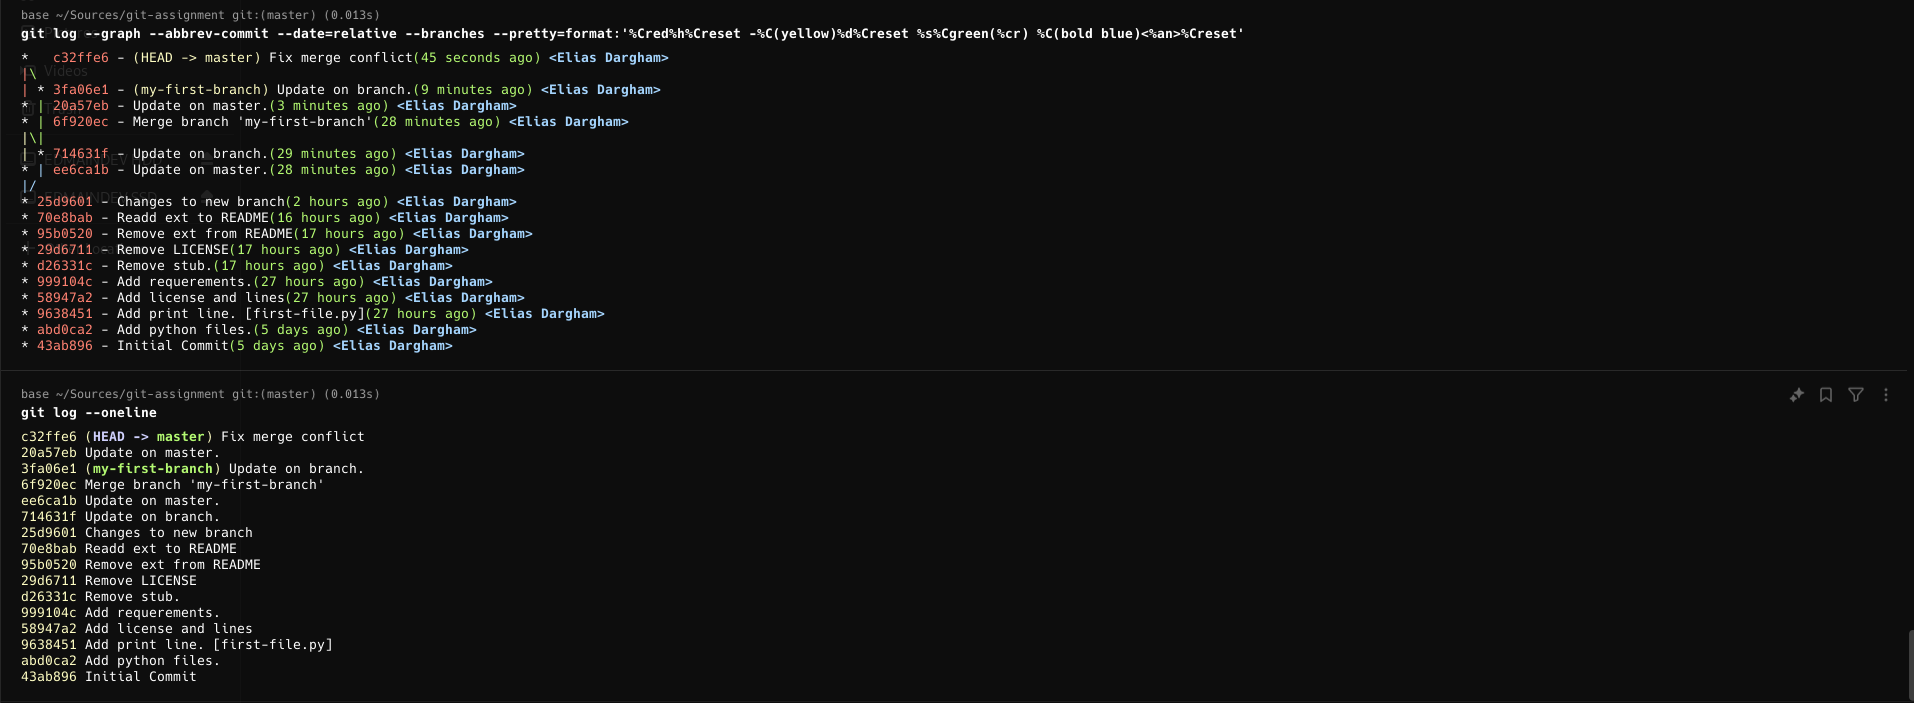 base ~/Sources/git-assignment git:(master) (0.013s)
git log --graph --abbrev-commit --date=relative --branches --pretty=format:'%Cred%h%Creset -%C(yellow)%d%Creset %s%Cgreen(%cr) %C(bold blue)<%an>%Creset'
*   c32ffe6 - (HEAD -> master) Fix merge conflict(45 seconds ago) <Elias Dargham>
|\
Videos
| * 3fa06e1 - (my-first-branch) Update on branch.(9 minutes ago) <Elias Dargham>
* | 20a57eb - Update on master.(3 minutes ago) <Elias Dargham>
* | 6f920ec - Merge branch 'my-first-branch'(28 minutes ago) <Elias Dargham>
|\|
| * 714631f - Update on branch.(29 minutes ago) <Elias Dargham>
* | ee6ca1b - Update on master.(28 minutes ago) <Elias Dargham>
|/
* 25d9601 - Changes to new branch(2 hours ago) <Elias Dargham>
* 70e8bab - Readd ext to README(16 hours ago) <Elias Dargham>
* 95b0520 - Remove ext from README(17 hours ago) <Elias Dargham>
* 29d6711 - Remove LICENSE(17 hours ago) <Elias Dargham>
* d26331c - Remove stub.(17 hours ago) <Elias Dargham>
* 999104c - Add requerements.(27 hours ago) <Elias Dargham>
* 58947a2 - Add license and lines(27 hours ago) <Elias Dargham>
* 9638451 - Add print line. [first-file.py](27 hours ago) <Elias Dargham>
* abd0ca2 - Add python files.(5 days ago) <Elias Dargham>
* 43ab896 - Initial Commit(5 days ago) <Elias Dargham>
base ~/Sources/git-assignment git:(master) (0.013s)
git log --oneline
c32ffe6 (HEAD -> master) Fix merge conflict
20a57eb Update on master.
3fa06e1 (my-first-branch) Update on branch.
6f920ec Merge branch 'my-first-branch'
ee6ca1b Update on master.
714631f Update on branch.
25d9601 Changes to new branch
70e8bab Readd ext to README
95b0520 Remove ext from README
29d6711 Remove LICENSE
d26331c Remove stub.
999104c Add requerements.
58947a2 Add license and lines
9638451 Add print line. [first-file.py]
abd0ca2 Add python files.
43ab896 Initial Commit